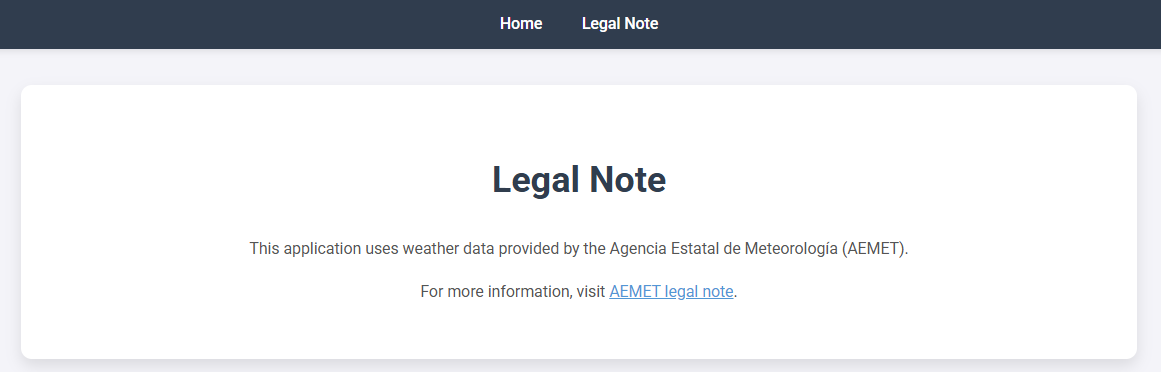 Home Legal Note
Legal Note
This application uses weather data provided by the Agencia Estatal de Meteorología (AEMET).
For more information, visit AEMET legal note.